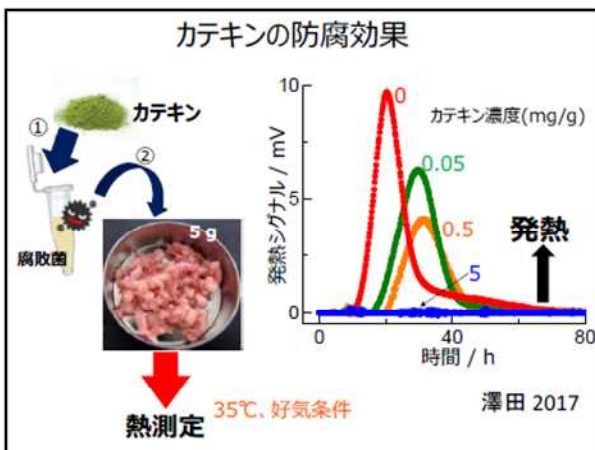 カテキンの防腐効果
カテキン
①
②
腐敗菌
5 g
熱測定
35℃、好気条件
10
5
0
発熱シグナル / mV
0
カテキン濃度(mg/g)
0.05
0.5
5
発熱
0
40
80
時間 / h
澤田 2017